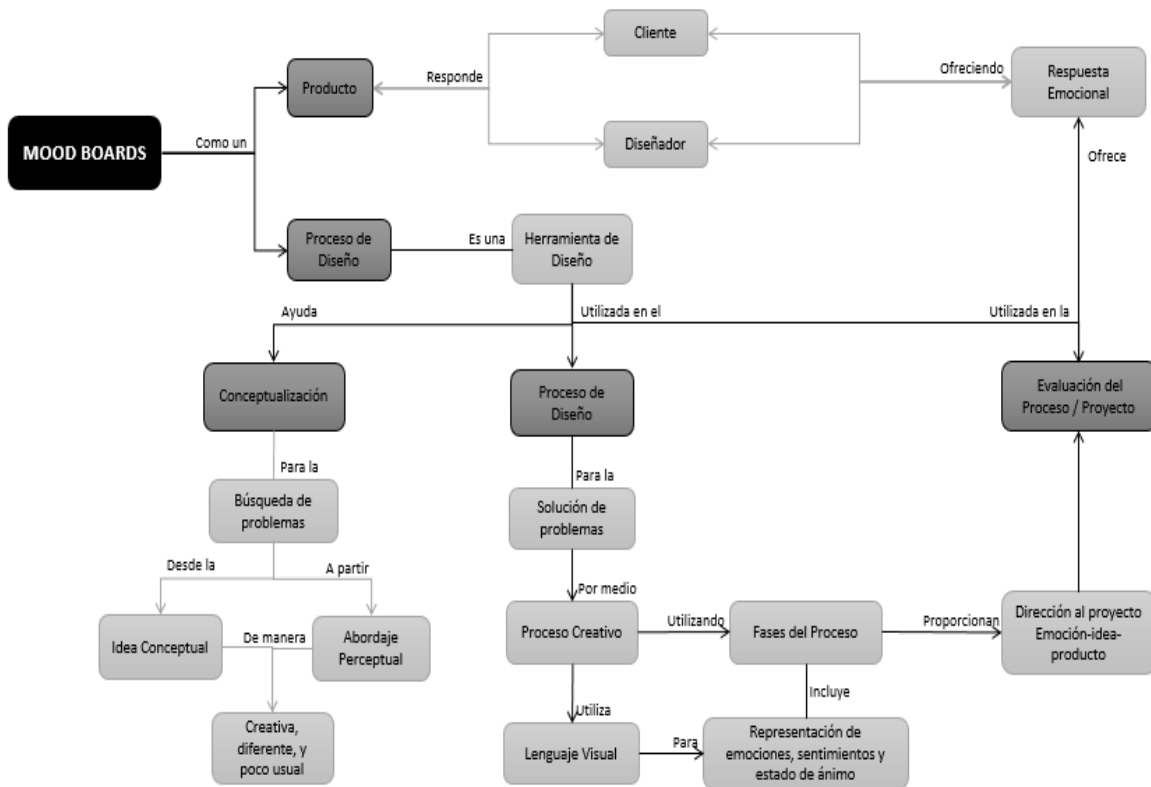 Cliente
Responde
Ofreciendo
Respuesta
Emocional
Producto
MOOD BOARDS
Como un
Diseñador
Ofrece
Proceso de
Diseño
Es una
Herramienta de
Diseño
Ayuda
Utilizada en el
Utilizada en la
Conceptualización
Proceso de
Diseño
Evaluación del
Proceso / Proyecto
Para la
Para la
Búsqueda de
problemas
Solución de
problemas
Desde la
A partir
Por medio
Idea Conceptual
De manera
Abordaje
Perceptual
Proceso Creativo
Utilizando
Fases del Proceso
Proporcionan
Dirección al proyecto
Emoción-idea-
producto
Incluye
Utiliza
Creativa,
diferente, y
poco usual
Lenguaje Visual
Para
Representación de
emociones, sentimientos y
estado de ánimo